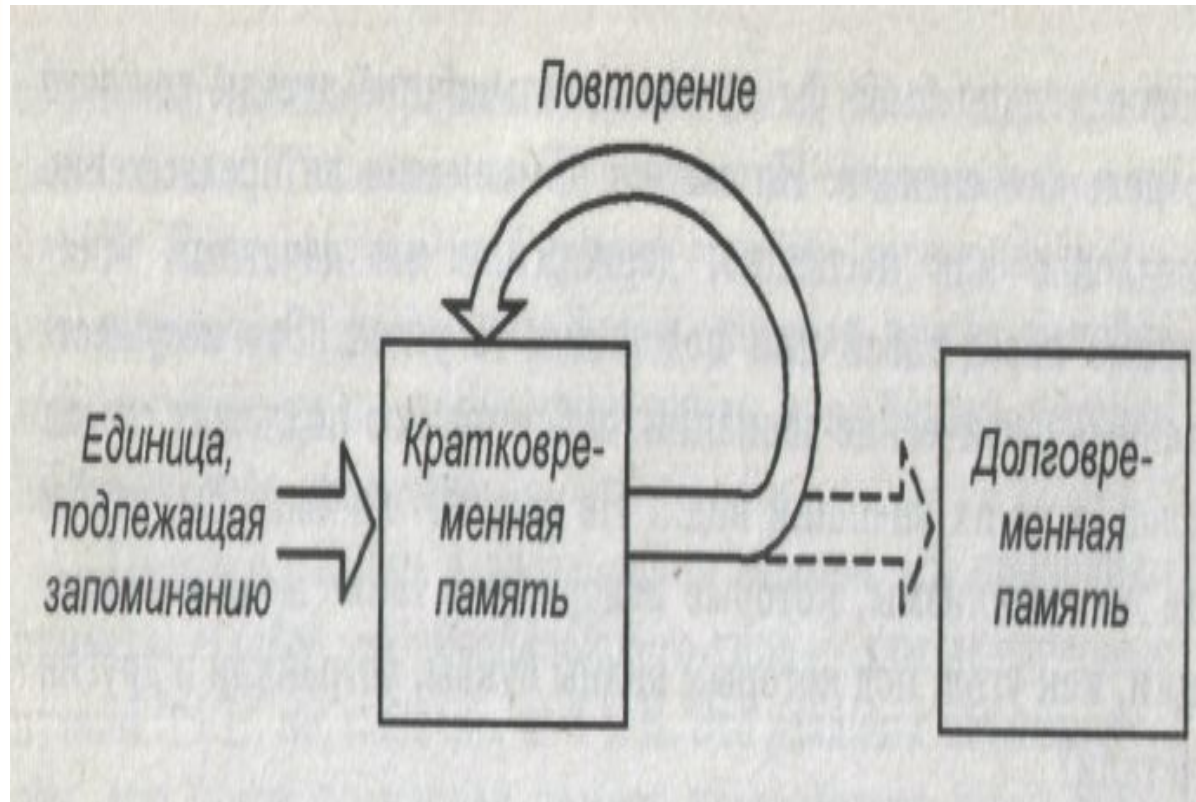 Повторение
Единица,
подлежащая
запоминанию
Кратковре-
менная
память
Долговре-
менная
память